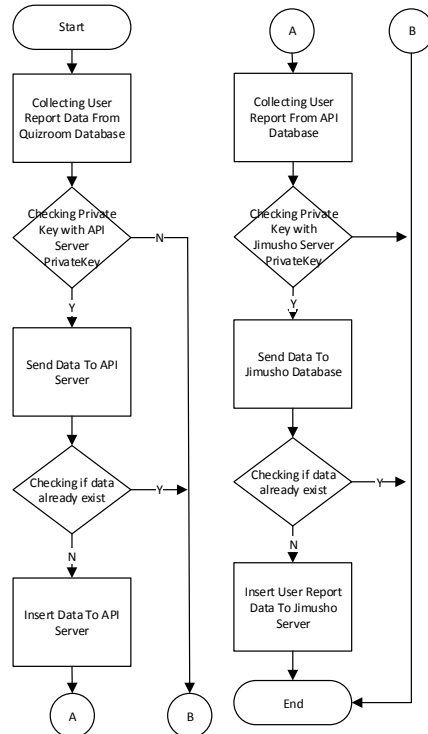 Start
Collecting User
Report Data From
Quizroom Database
Checking Private
Key with API
Server
PrivateKey
N
Y
Send Data To API
Server
Checking if data
already exist
Y
N
Insert Data To API
Server
A
B
A
B
Collecting User
Report From API
Database
Checking Private
Key with
Jimusho Server
PrivateKey
Y
Send Data To
Jimusho Database
Checking if data
already exist
Y
N
Insert User Report
Data To Jimusho
Server
End